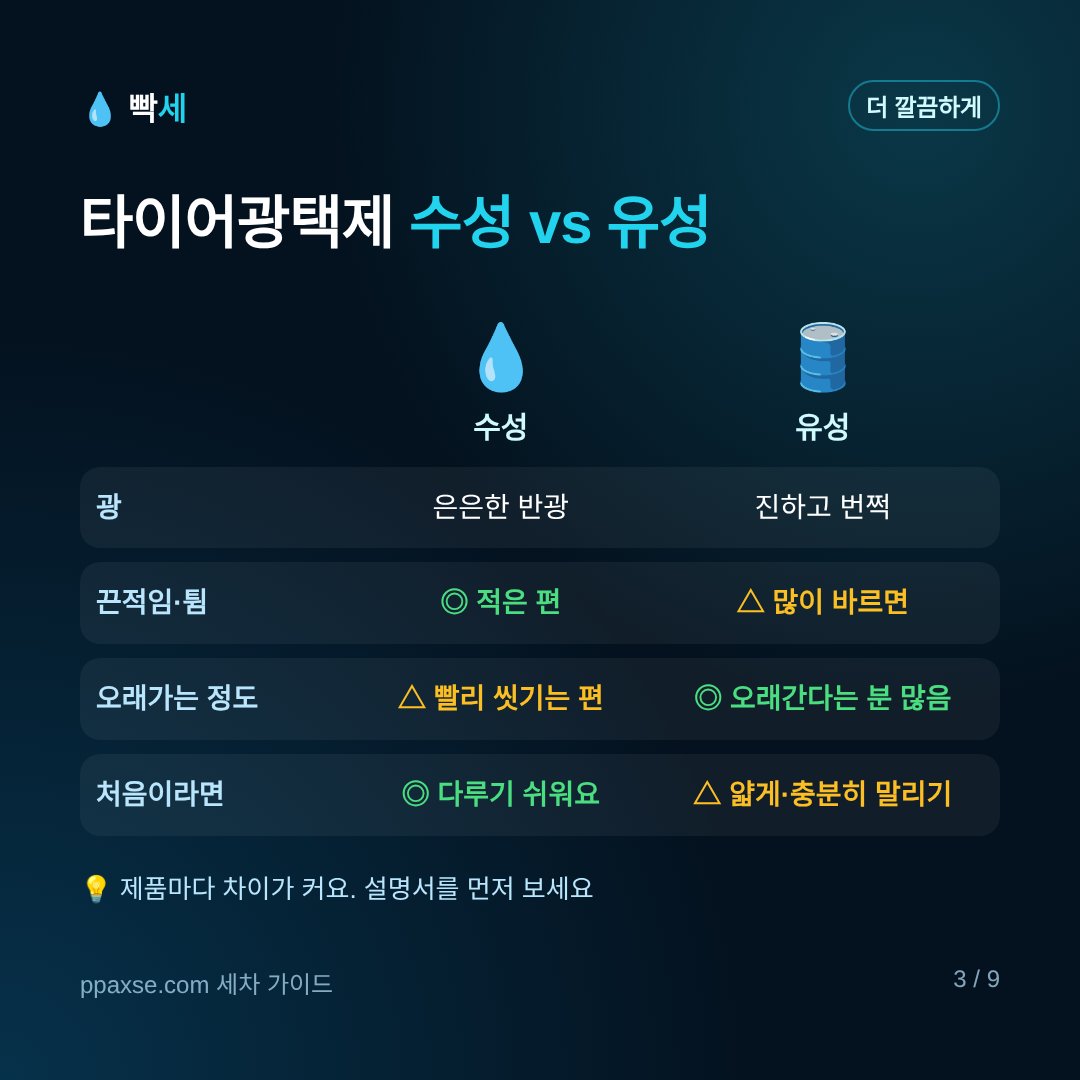 빡세
더 깔끔하게
타이어광택제 수성 vs 유성
수성 유성
광 은은한 반광 진하고 번쩍
끈적임·튐 ◎ 적은 편 △ 많이 바르면
오래가는 정도 △ 빨리 씻기는 편 ◎ 오래간다는 분 많음
처음이라면 ◎ 다루기 쉬워요 △ 얇게·충분히 말리기
제품마다 차이가 커요. 설명서를 먼저 보세요
ppaxse.com 세차 가이드
3 / 9